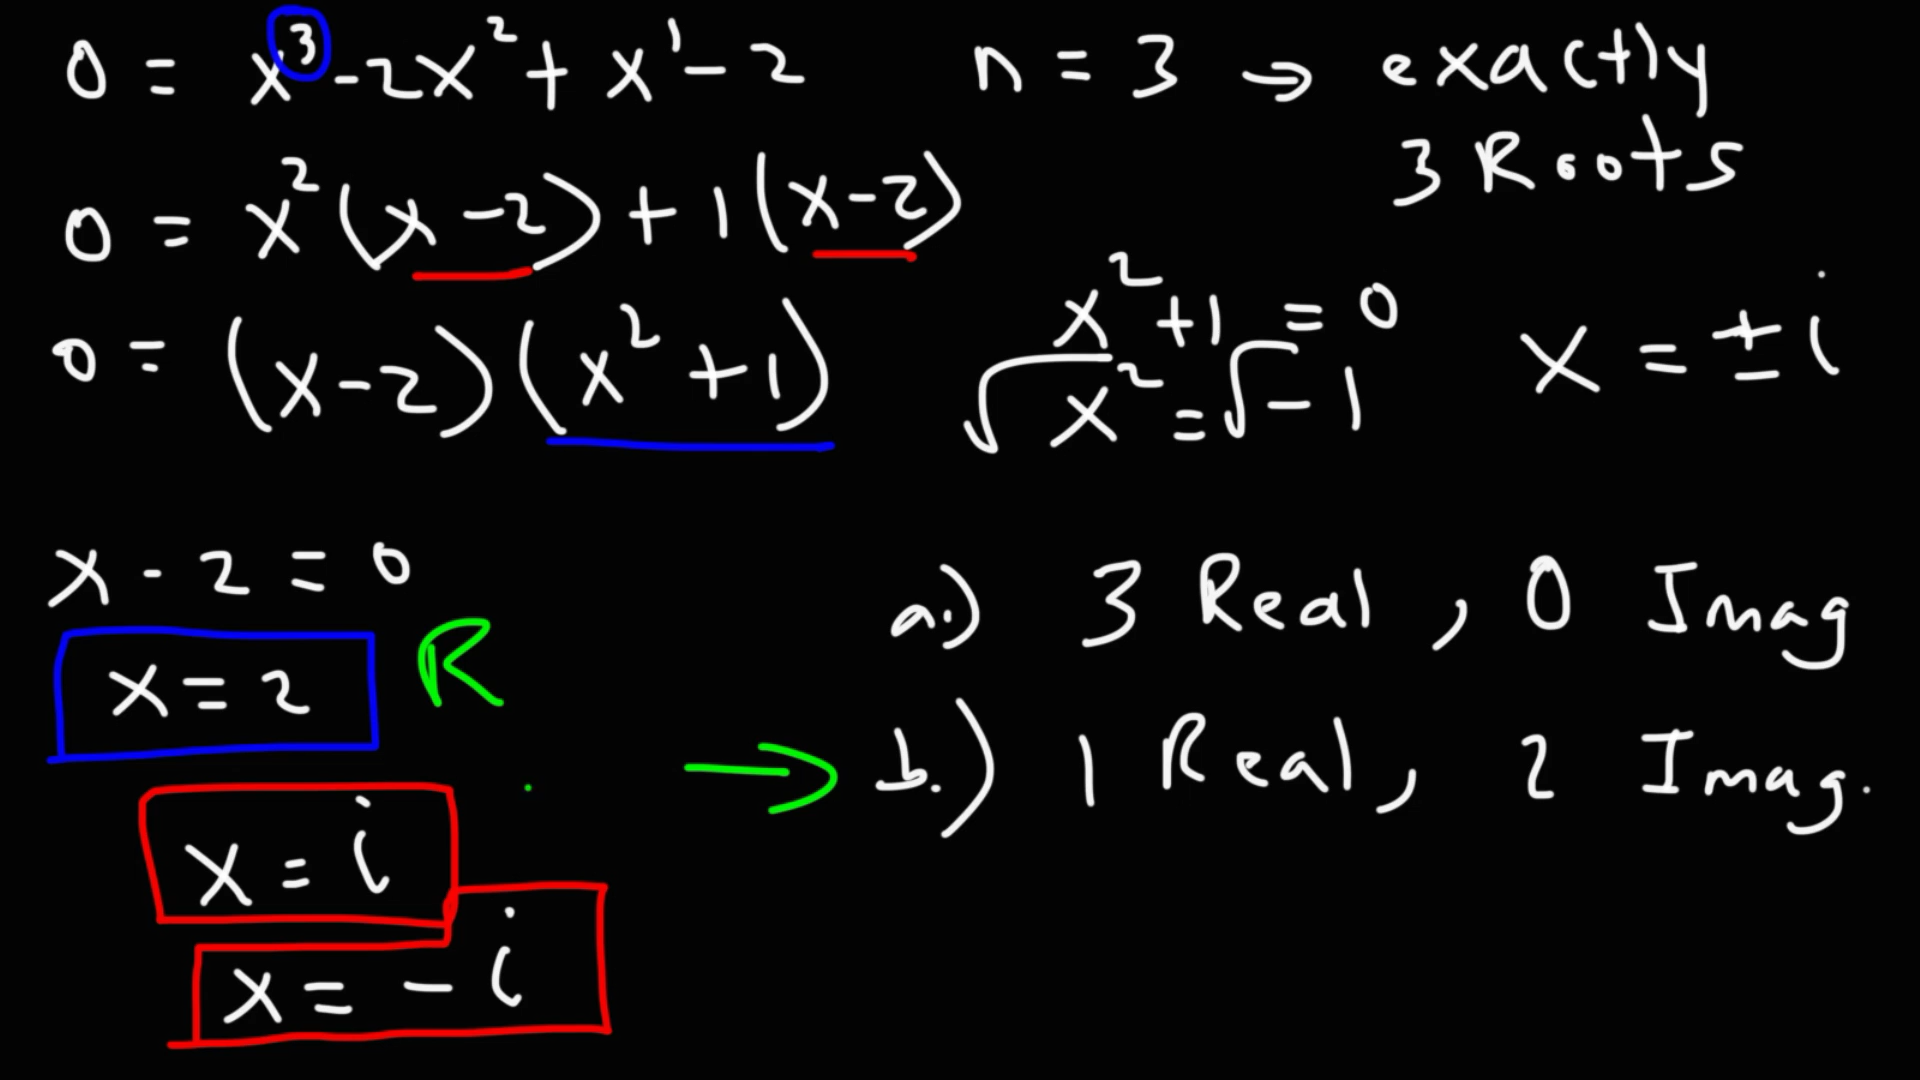 0 = x³ - 2x² + x¹ - 2
n = 3 ⇒ exactly
3 Roots
0 = x²(x - 2) + 1(x - 2)
0 = (x - 2)(x² + 1)
x² + 1 = 0
√x² = √-1
x = ± i
x - 2 = 0
x = 2 R
x = i
x = - i
a.) 3 Real, 0 Imag
→ b.) 1 Real, 2 Imag.